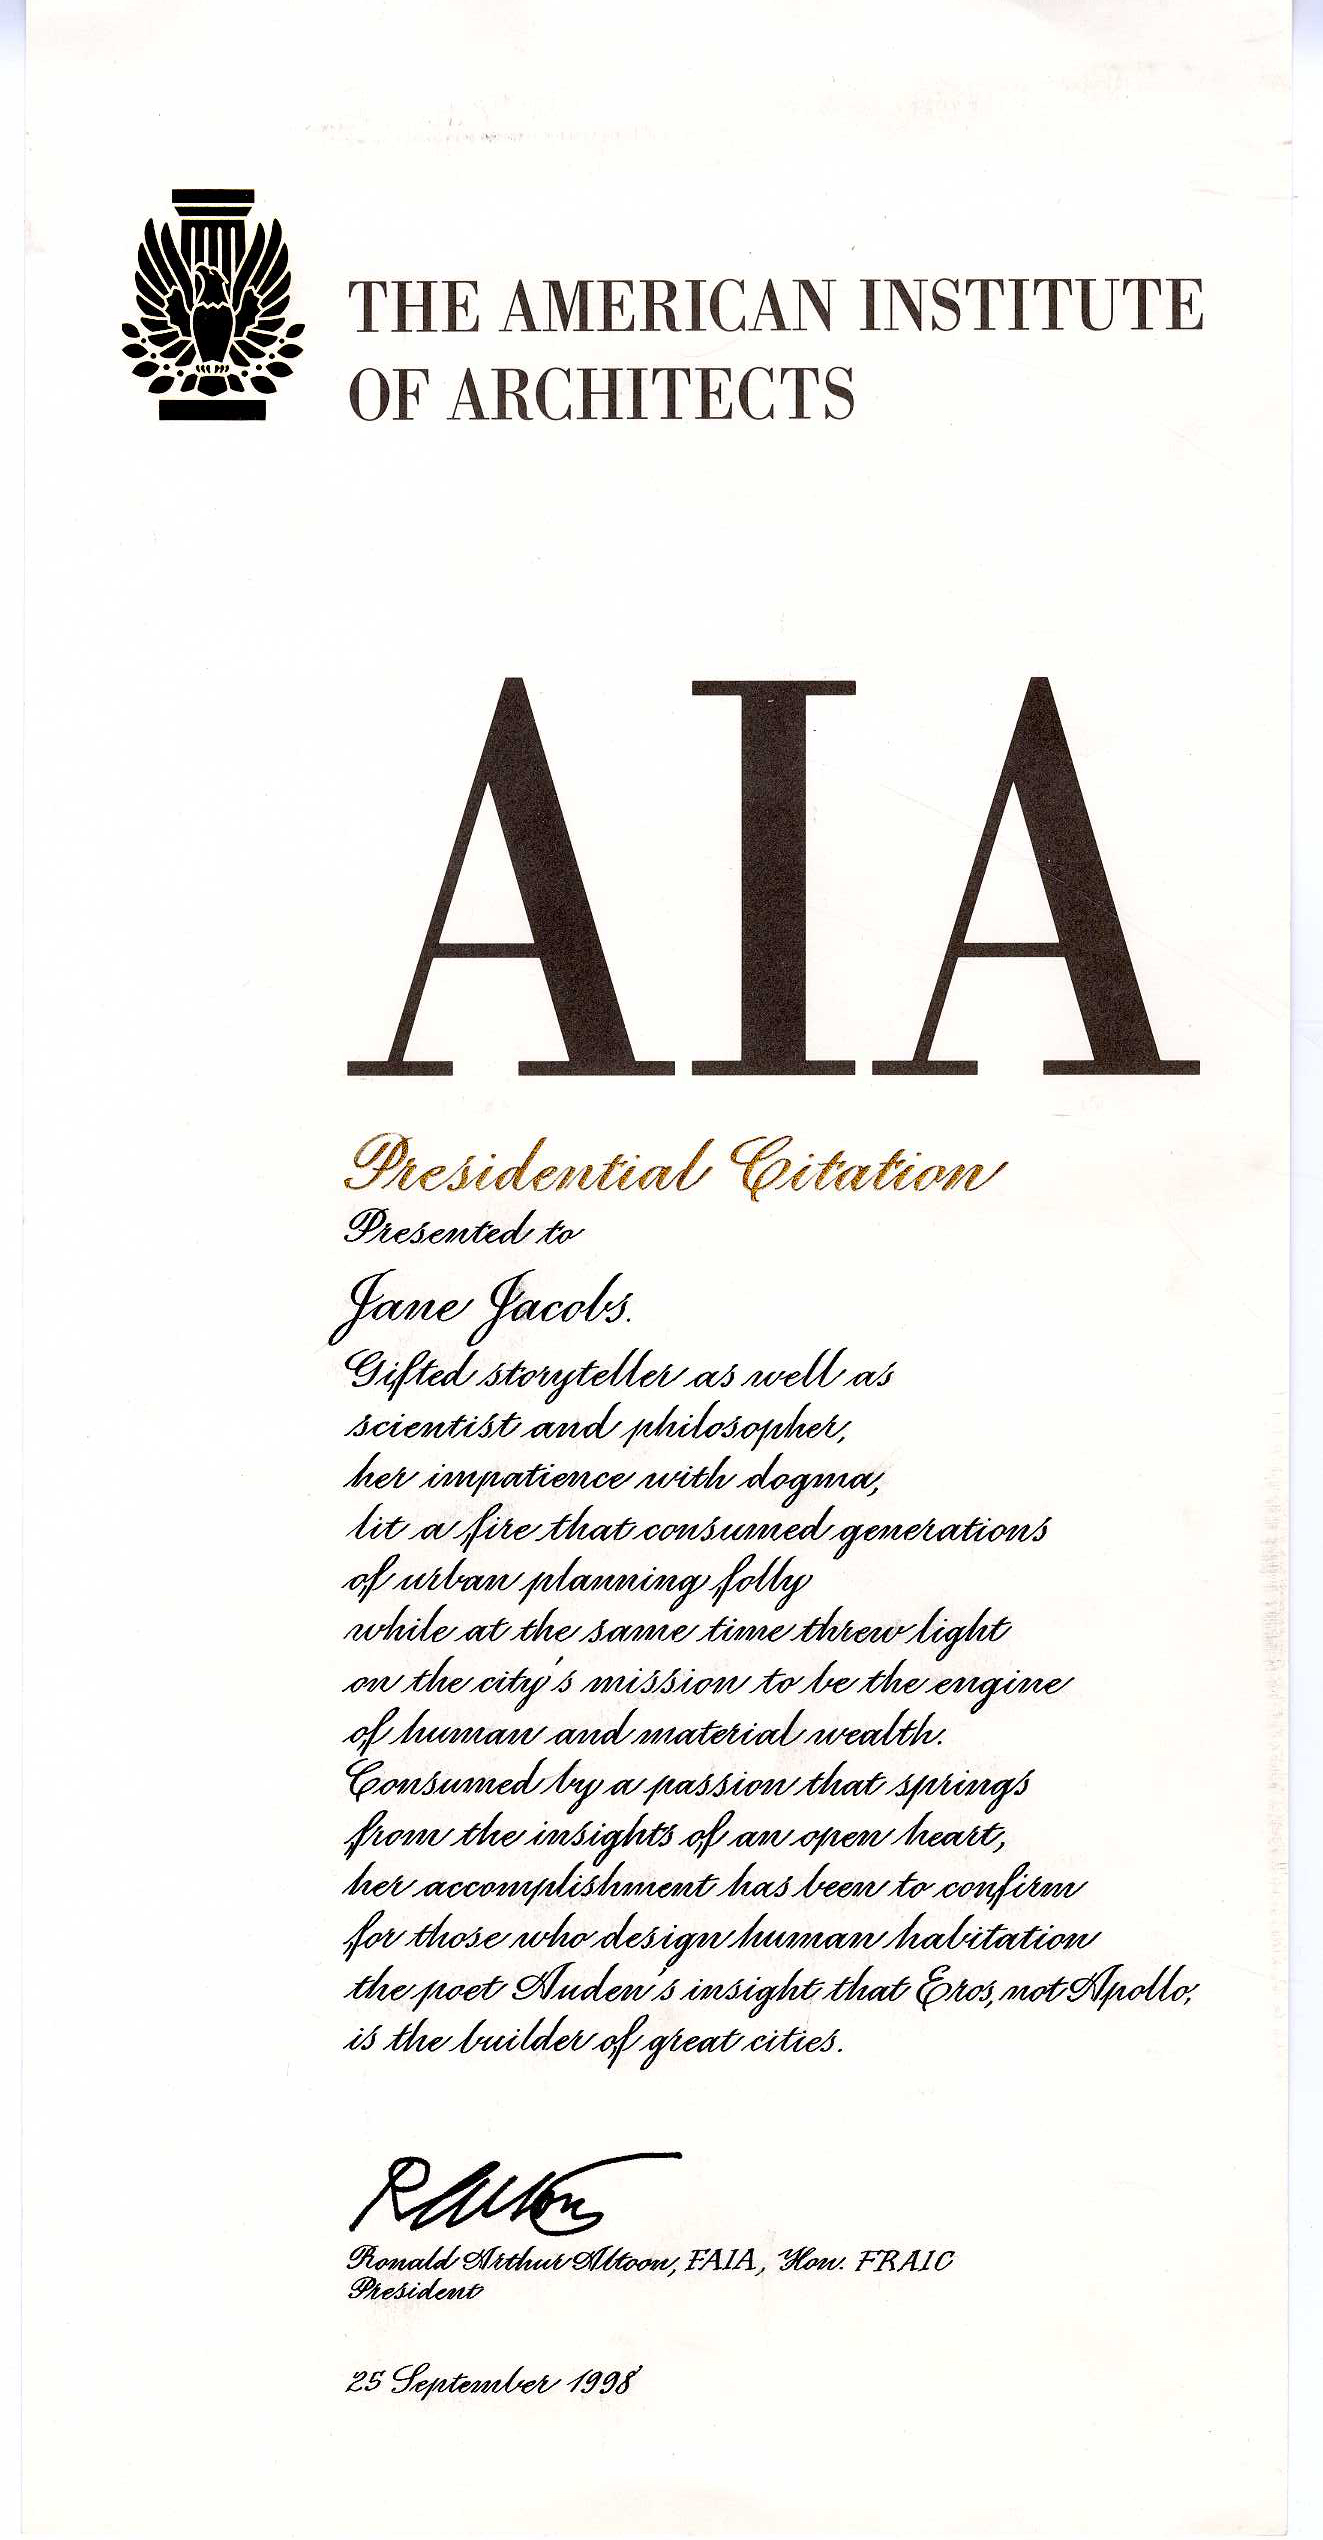 THE AMERICAN INSTITUTE
OF ARCHITECTS
AIA
Presidential Citation
Presented to
Jane Jacobs.
Gifted storyteller as well as
scientist and philosopher,
her impatience with dogma,
lit a fire that consumed generations
of urban planning folly
while at the same time threw light
on the city's mission to be the engine
of human and material wealth.
Consumed by a passion that springs
from the insights of an open heart,
her accomplishment has been to confirm
for those who design human habitation
the poet Auden's insight that Eros, not Apollo,
is the builder of great cities.
RAltoon
Ronald Arthur Altoon, FAIA, Hon. FRAIC
President
25 September 1998